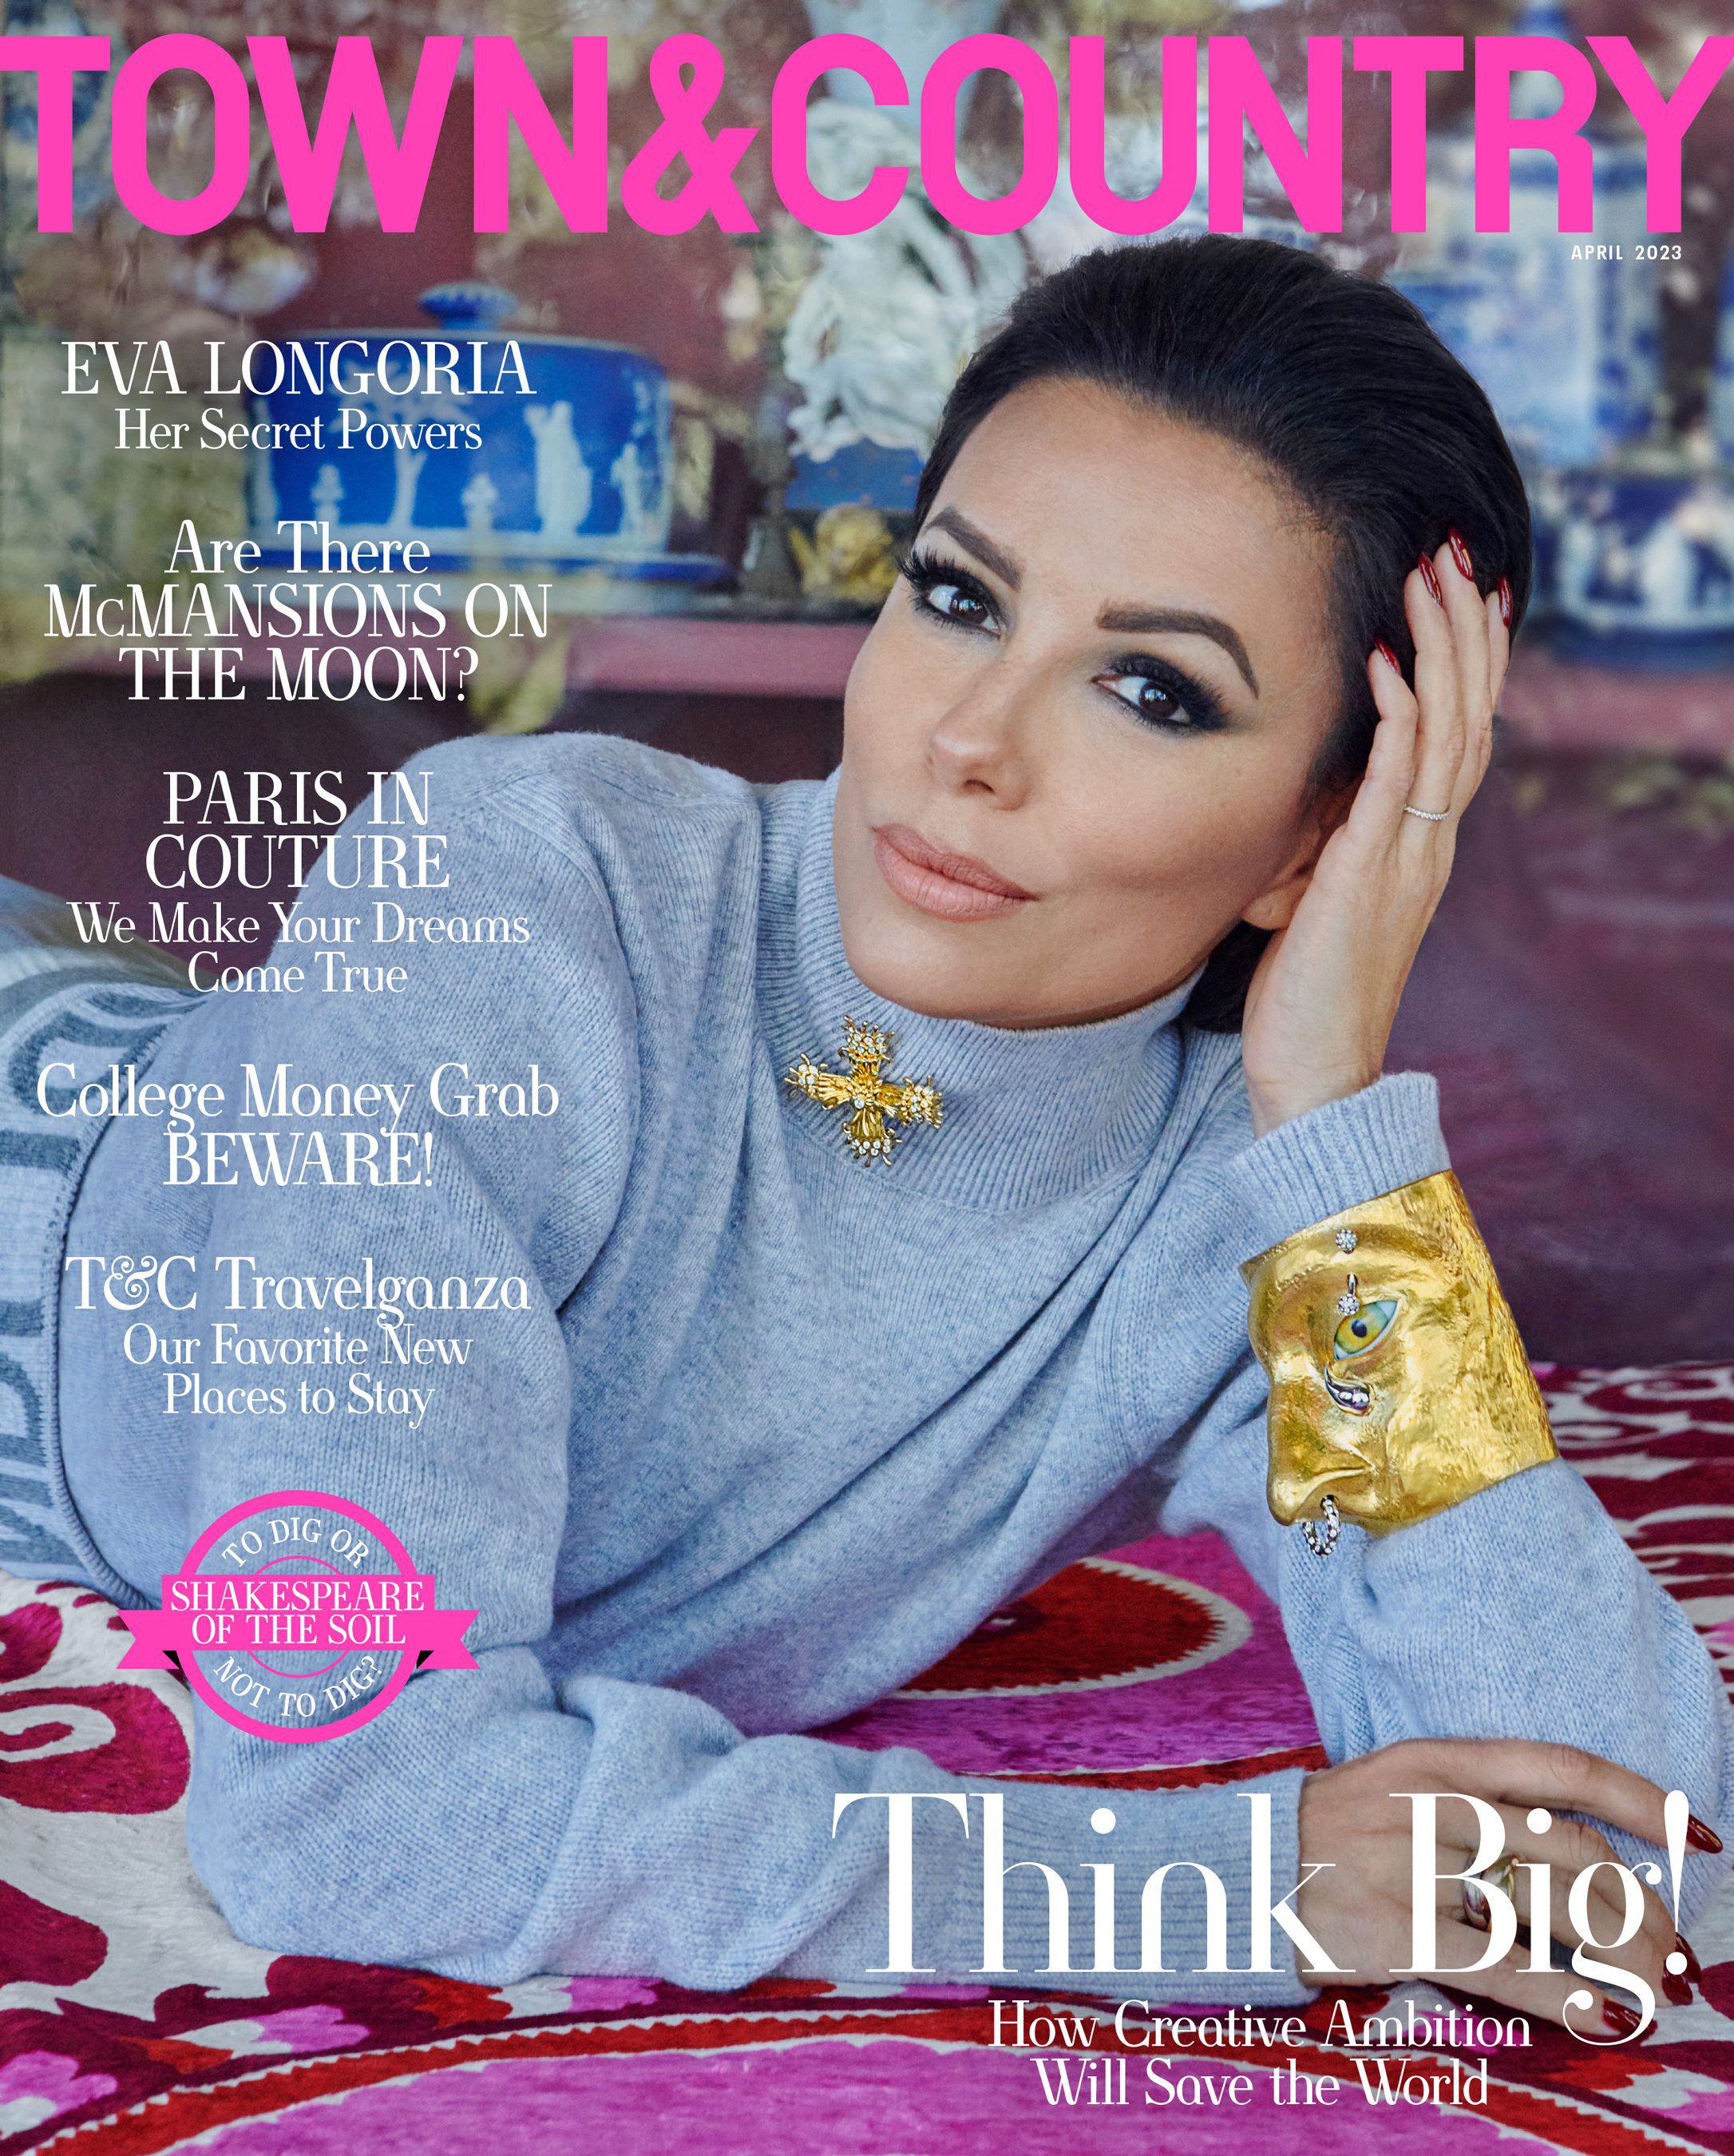 TOWN&COUNTRY
APRIL 2023
EVA LONGORIA
Her Secret Powers
Are There
McMANSIONS ON
THE MOON?
PARIS IN
COUTURE
We Make Your Dreams
Come True
College Money Grab
BEWARE!
T&C Travelganza
Our Favorite New
Places to Stay
TO DIG OR
SHAKESPEARE
OF THE SOIL
NOT TO DIG?
Think Big!
How Creative Ambition
Will Save the World